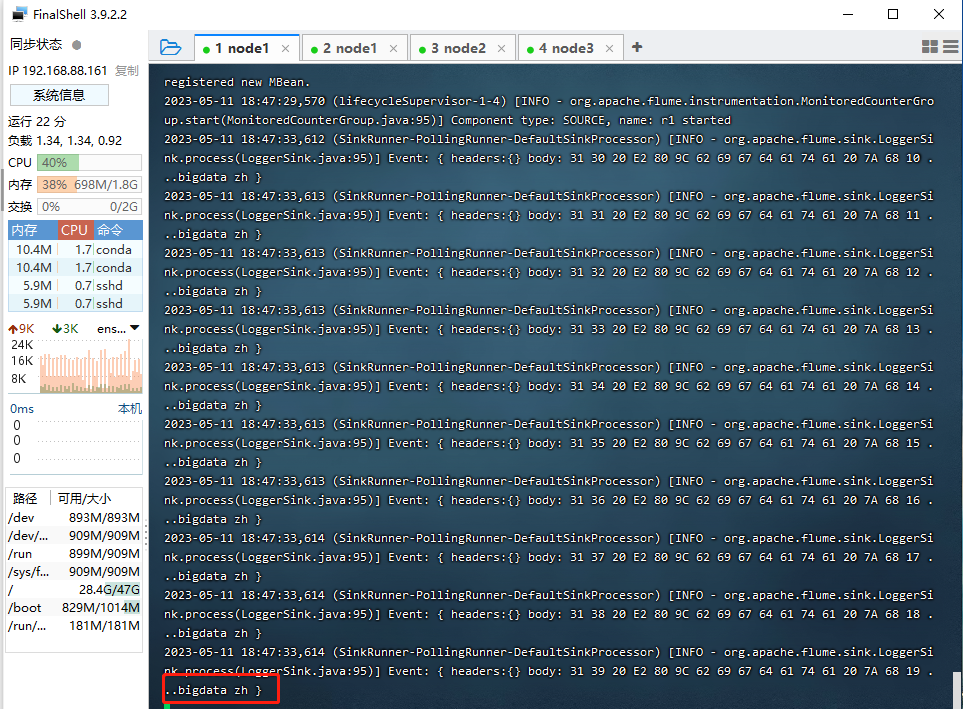 FinalShell 3.9.2.2
同步状态
IP 192.168.88.161 复制
系统信息
运行 22 分
负载 1.34, 1.34, 0.92
CPU 40%
内存 38% 698M/1.8G
交换 0% 0/2G
内存 CPU 命令
10.4M 1.7 conda
10.4M 1.7 conda
5.9M 0.7 sshd
5.9M 0.7 sshd
9K 3K ens...
24K
16K
8K
0ms 本机
0
0
0
路径 可用/大小
/dev 893M/893M
/dev/... 909M/909M
/run 899M/909M
/sys/f... 909M/909M
/ 28.4G/47G
/boot 829M/1014M
/run/... 181M/181M
1 node1 2 node1 3 node2 4 node3
registered new MBean.
2023-05-11 18:47:29,570 (lifecycleSupervisor-1-4) [INFO - org.apache.flume.instrumentation.MonitoredCounterGro
up.start(MonitoredCounterGroup.java:95)] Component type: SOURCE, name: r1 started
2023-05-11 18:47:33,612 (SinkRunner-PollingRunner-DefaultSinkProcessor) [INFO - org.apache.flume.sink.LoggerSi
nk.process(LoggerSink.java:95)] Event: { headers:{} body: 31 30 20 E2 80 9C 62 69 67 64 61 74 61 20 7A 68 10 .
..bigdata zh }
2023-05-11 18:47:33,613 (SinkRunner-PollingRunner-DefaultSinkProcessor) [INFO - org.apache.flume.sink.LoggerSi
nk.process(LoggerSink.java:95)] Event: { headers:{} body: 31 31 20 E2 80 9C 62 69 67 64 61 74 61 20 7A 68 11 .
..bigdata zh }
2023-05-11 18:47:33,613 (SinkRunner-PollingRunner-DefaultSinkProcessor) [INFO - org.apache.flume.sink.LoggerSi
nk.process(LoggerSink.java:95)] Event: { headers:{} body: 31 32 20 E2 80 9C 62 69 67 64 61 74 61 20 7A 68 12 .
..bigdata zh }
2023-05-11 18:47:33,613 (SinkRunner-PollingRunner-DefaultSinkProcessor) [INFO - org.apache.flume.sink.LoggerSi
nk.process(LoggerSink.java:95)] Event: { headers:{} body: 31 33 20 E2 80 9C 62 69 67 64 61 74 61 20 7A 68 13 .
..bigdata zh }
2023-05-11 18:47:33,613 (SinkRunner-PollingRunner-DefaultSinkProcessor) [INFO - org.apache.flume.sink.LoggerSi
nk.process(LoggerSink.java:95)] Event: { headers:{} body: 31 34 20 E2 80 9C 62 69 67 64 61 74 61 20 7A 68 14 .
..bigdata zh }
2023-05-11 18:47:33,613 (SinkRunner-PollingRunner-DefaultSinkProcessor) [INFO - org.apache.flume.sink.LoggerSi
nk.process(LoggerSink.java:95)] Event: { headers:{} body: 31 35 20 E2 80 9C 62 69 67 64 61 74 61 20 7A 68 15 .
..bigdata zh }
2023-05-11 18:47:33,613 (SinkRunner-PollingRunner-DefaultSinkProcessor) [INFO - org.apache.flume.sink.LoggerSi
nk.process(LoggerSink.java:95)] Event: { headers:{} body: 31 36 20 E2 80 9C 62 69 67 64 61 74 61 20 7A 68 16 .
..bigdata zh }
2023-05-11 18:47:33,614 (SinkRunner-PollingRunner-DefaultSinkProcessor) [INFO - org.apache.flume.sink.LoggerSi
nk.process(LoggerSink.java:95)] Event: { headers:{} body: 31 37 20 E2 80 9C 62 69 67 64 61 74 61 20 7A 68 17 .
..bigdata zh }
2023-05-11 18:47:33,614 (SinkRunner-PollingRunner-DefaultSinkProcessor) [INFO - org.apache.flume.sink.LoggerSi
nk.process(LoggerSink.java:95)] Event: { headers:{} body: 31 38 20 E2 80 9C 62 69 67 64 61 74 61 20 7A 68 18 .
..bigdata zh }
2023-05-11 18:47:33,614 (SinkRunner-PollingRunner-DefaultSinkProcessor) [INFO - org.apache.flume.sink.LoggerSi
nk.process(LoggerSink.java:95)] Event: { headers:{} body: 31 39 20 E2 80 9C 62 69 67 64 61 74 61 20 7A 68 19 .
..bigdata zh }